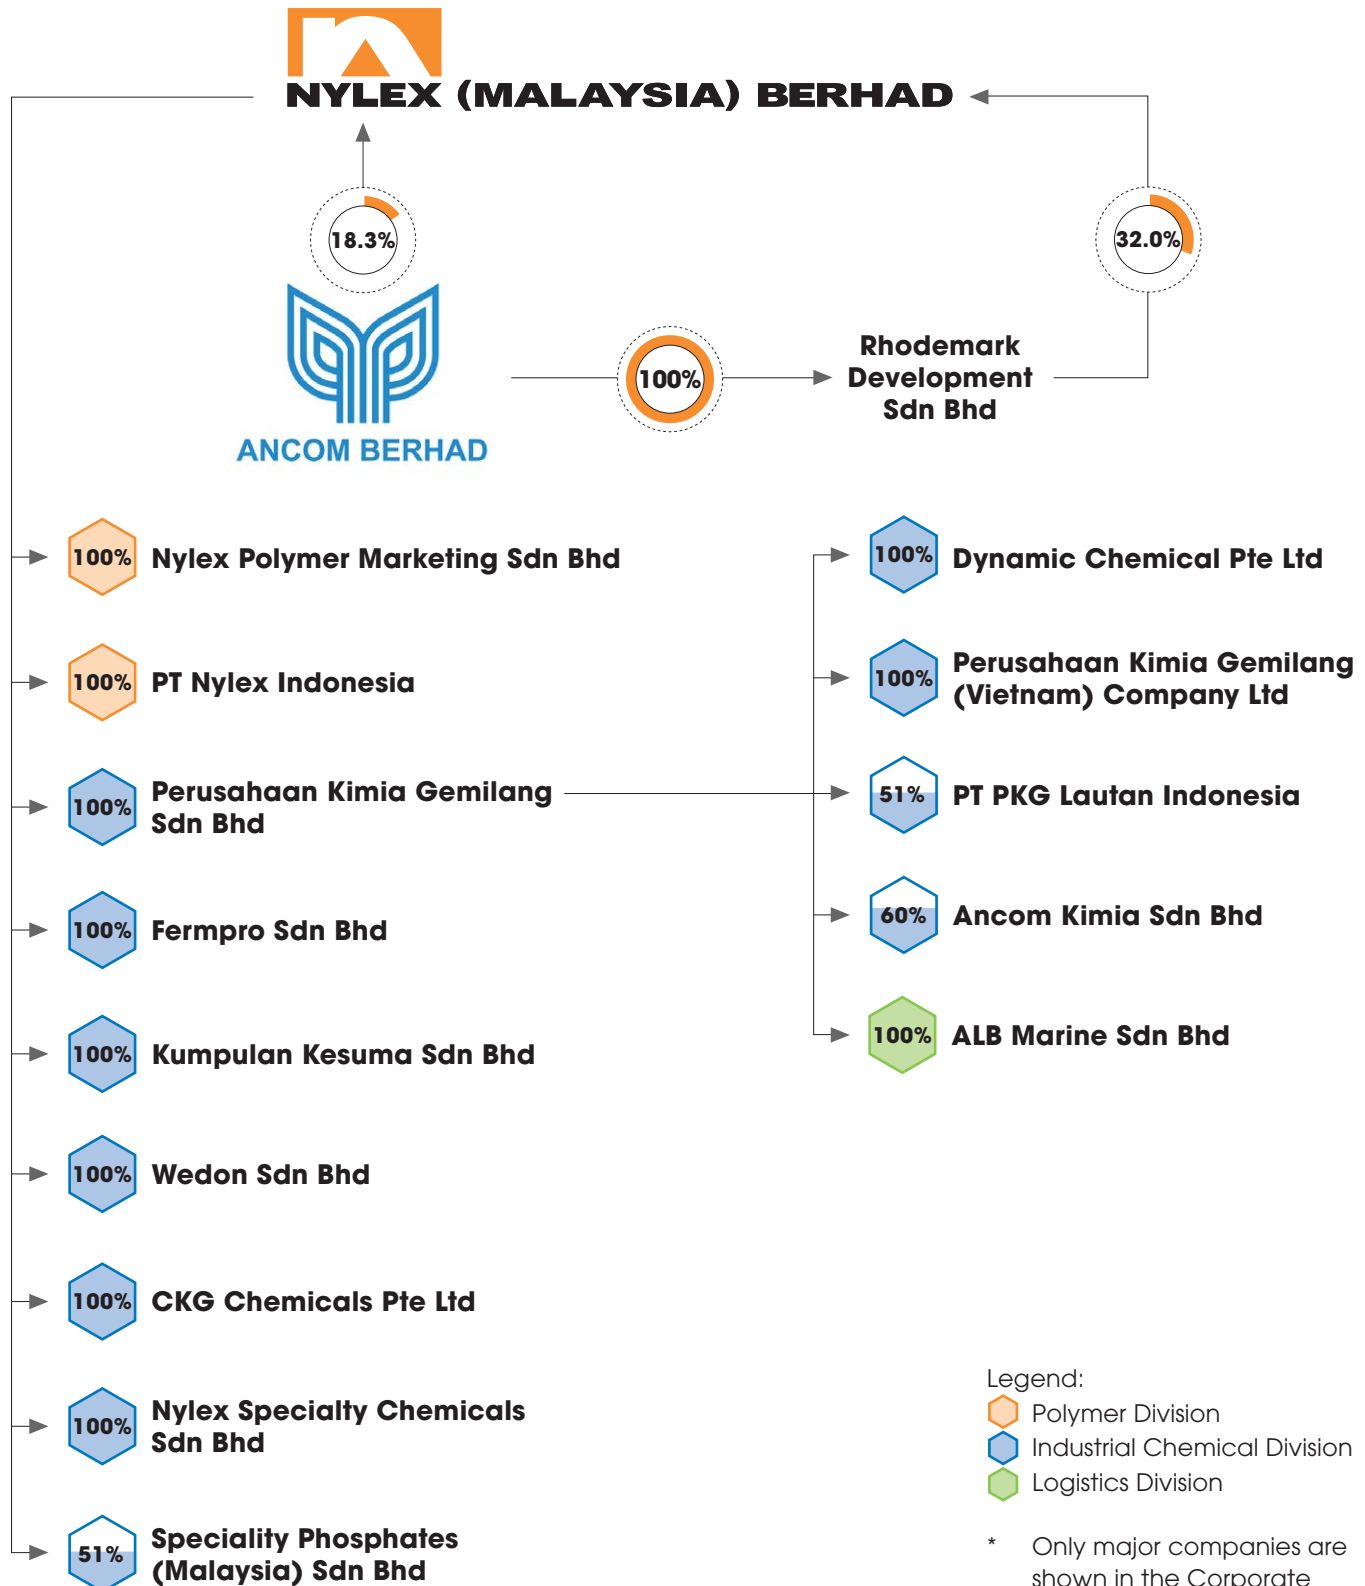 NYLEX (MALAYSIA) BERHAD
18.3%
32.0%
ANCOM BERHAD
100%
Rhodemark
Development
Sdn Bhd
100% Nylex Polymer Marketing Sdn Bhd
100% PT Nylex Indonesia
100% Perusahaan Kimia Gemilang
Sdn Bhd
100% Fermpro Sdn Bhd
100% Kumpulan Kesuma Sdn Bhd
100% Wedon Sdn Bhd
100% CKG Chemicals Pte Ltd
100% Nylex Specialty Chemicals
Sdn Bhd
51% Speciality Phosphates
(Malaysia) Sdn Bhd
100% Dynamic Chemical Pte Ltd
100% Perusahaan Kimia Gemilang
(Vietnam) Company Ltd
51% PT PKG Lautan Indonesia
60% Ancom Kimia Sdn Bhd
100% ALB Marine Sdn Bhd
Legend:
Polymer Division
Industrial Chemical Division
Logistics Division
* Only major companies are
shown in the Corporate